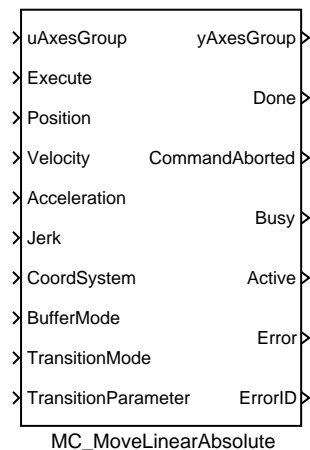 uAxesGroup
Execute
Position
Velocity
Acceleration
Jerk
CoordSystem
BufferMode
TransitionMode
TransitionParameter
yAxesGroup
Done
CommandAborted
Busy
Active
Error
ErrorID
MC_MoveLinearAbsolute